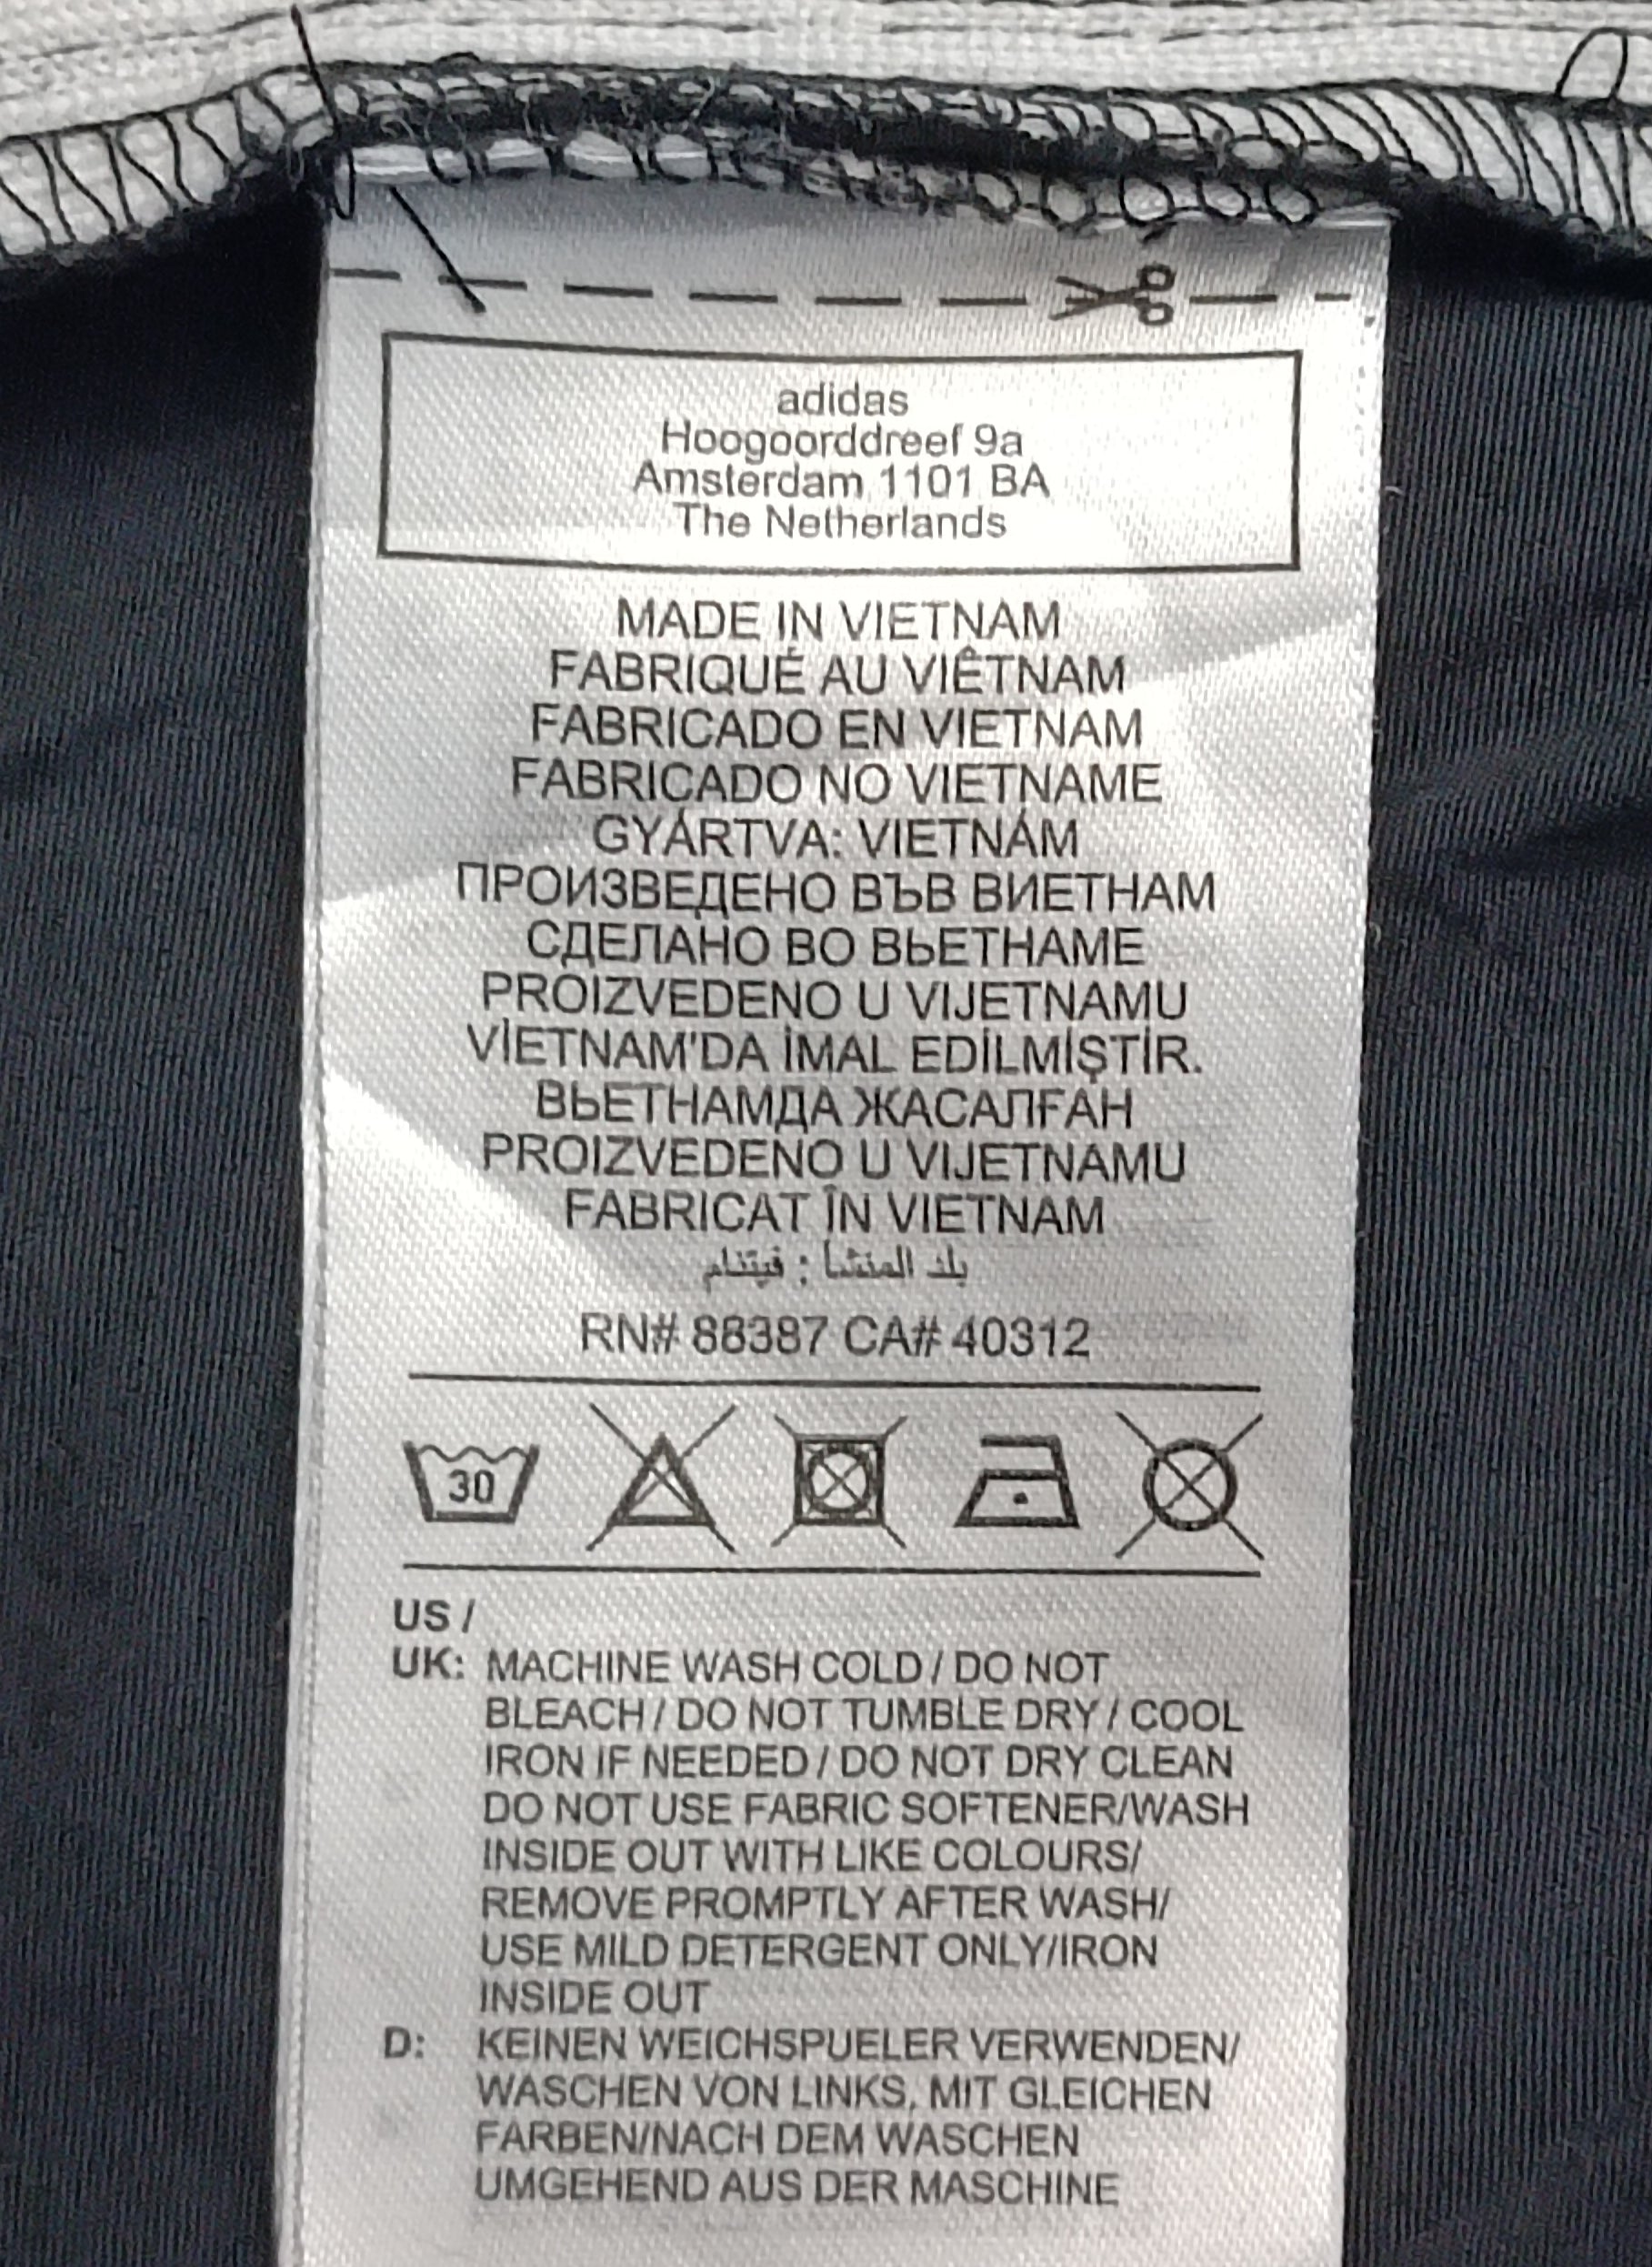 adidas
Hoogoorddreef 9a
Amsterdam 1101 BA
The Netherlands
MADE IN VIETNAM
FABRIQUÉ AU VIÊTNAM
FABRICADO EN VIETNAM
FABRICADO NO VIETNAME
GYÁRTVA: VIETNÁM
ПРОИЗВЕДЕНО ВЪВ ВИЕТНАМ
СДЕЛАНО ВО ВЬЕТНАМЕ
PROIZVEDENO U VIJETNAMU
VİETNAM'DA İMAL EDİLMİŞTİR.
ВЬЕТНАМДА ЖАСАЛҒАН
PROIZVEDENO U VIJETNAMU
FABRICAT ÎN VIETNAM
بلد المنشأ : فيتنام
RN# 88387 CA# 40312
30
US /
UK: MACHINE WASH COLD / DO NOT
BLEACH / DO NOT TUMBLE DRY / COOL
IRON IF NEEDED / DO NOT DRY CLEAN
DO NOT USE FABRIC SOFTENER/WASH
INSIDE OUT WITH LIKE COLOURS/
REMOVE PROMPTLY AFTER WASH/
USE MILD DETERGENT ONLY/IRON
INSIDE OUT
D: KEINEN WEICHSPUELER VERWENDEN/
WASCHEN VON LINKS, MIT GLEICHEN
FARBEN/NACH DEM WASCHEN
UMGEHEND AUS DER MASCHINE